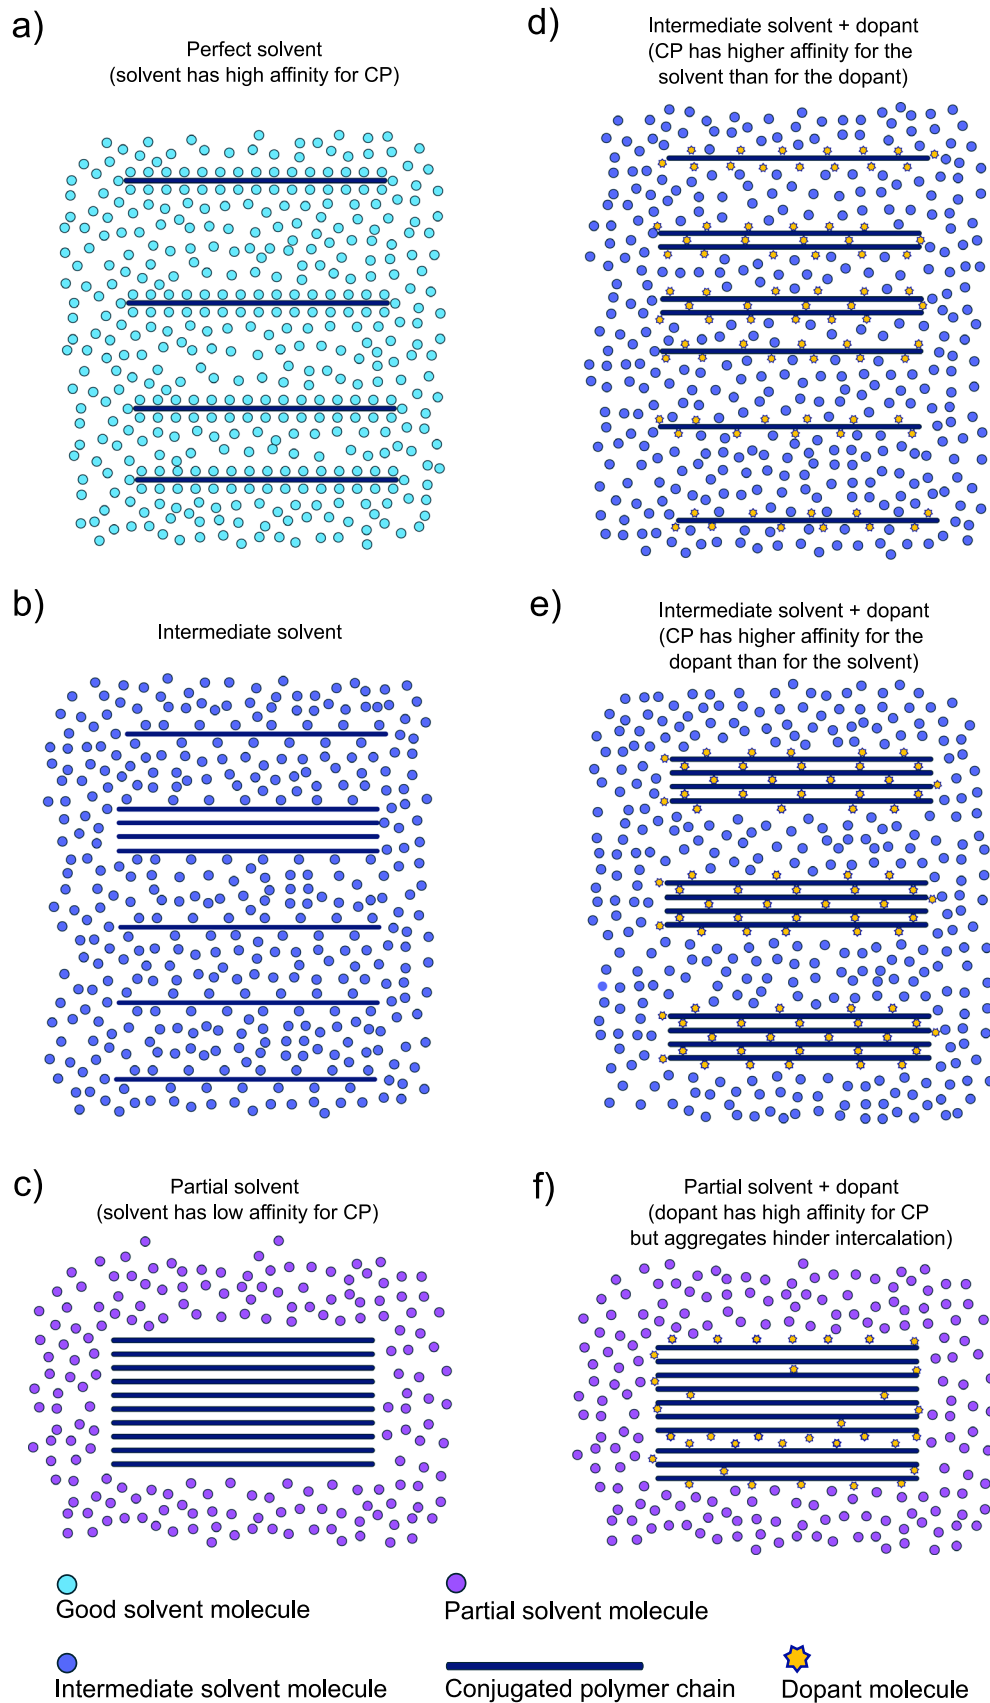 a)
Perfect solvent
(solvent has high affinity for CP)
b)
Intermediate solvent
c)
Partial solvent
(solvent has low affinity for CP)
d)
Intermediate solvent + dopant
(CP has higher affinity for the
solvent than for the dopant)
e)
Intermediate solvent + dopant
(CP has higher affinity for the
dopant than for the solvent)
f)
Partial solvent + dopant
(dopant has high affinity for CP
but aggregates hinder intercalation)
Good solvent molecule
Partial solvent molecule
Intermediate solvent molecule
Conjugated polymer chain
Dopant molecule